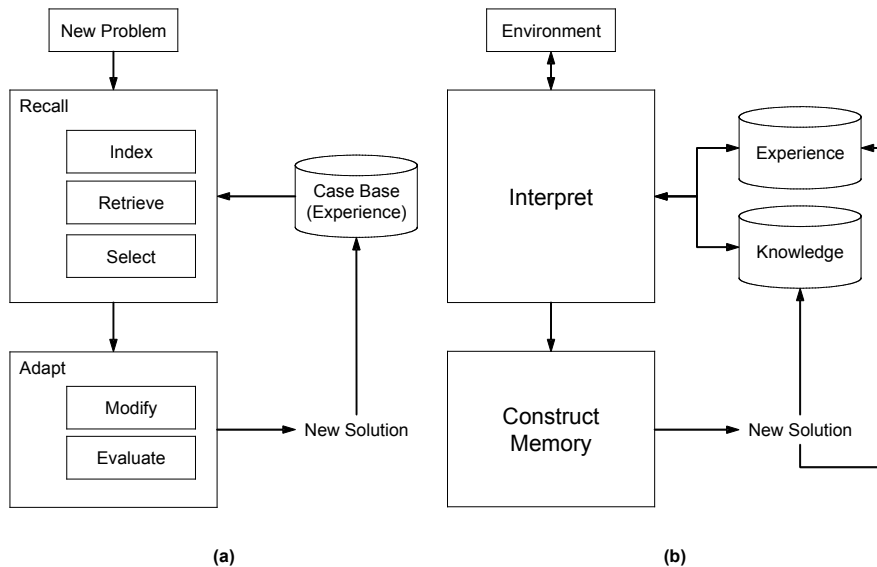 New Problem
Recall
Index
Retrieve
Select
Case Base
(Experience)
Adapt
Modify
Evaluate
New Solution
(a)
Environment
Interpret
Experience
Knowledge
Construct
Memory
New Solution
(b)